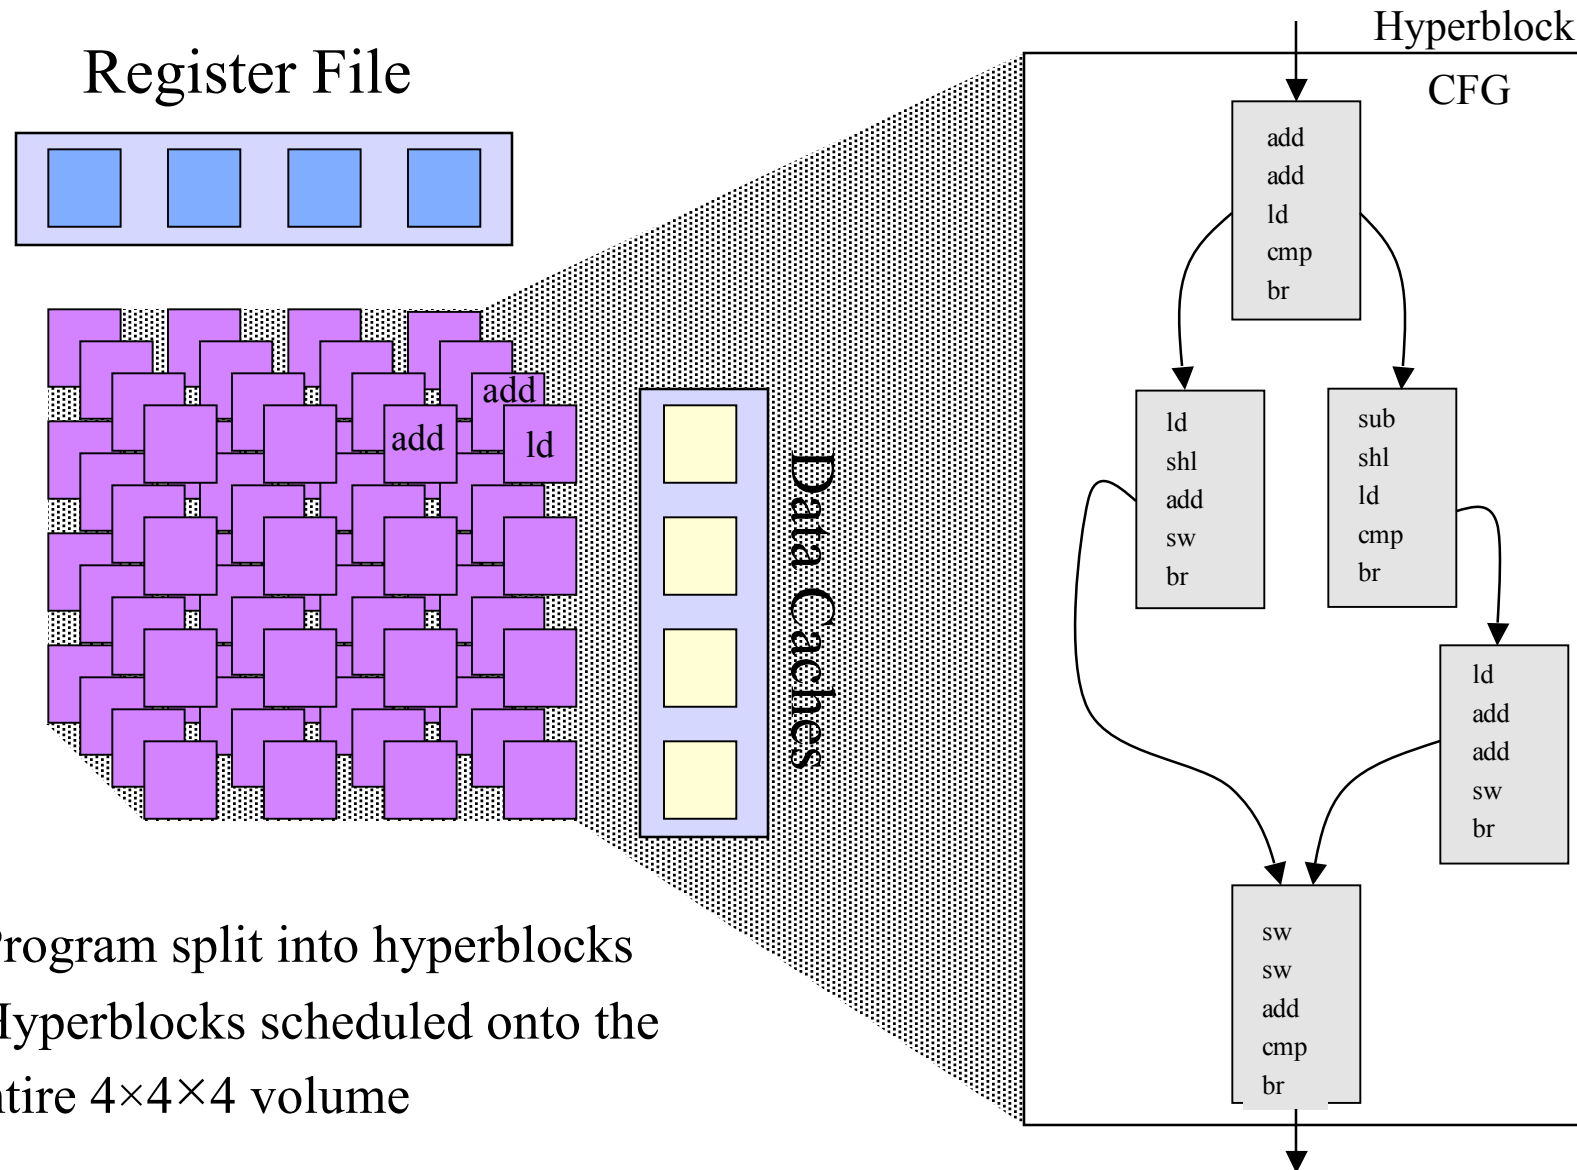 Register File
add
add
ld
Data Caches
Program split into hyperblocks
Hyperblocks scheduled onto the
ntire 4×4×4 volume
Hyperblock
CFG
add
add
ld
cmp
br
ld
shl
add
sw
br
sub
shl
ld
cmp
br
ld
add
add
sw
br
sw
sw
add
cmp
br